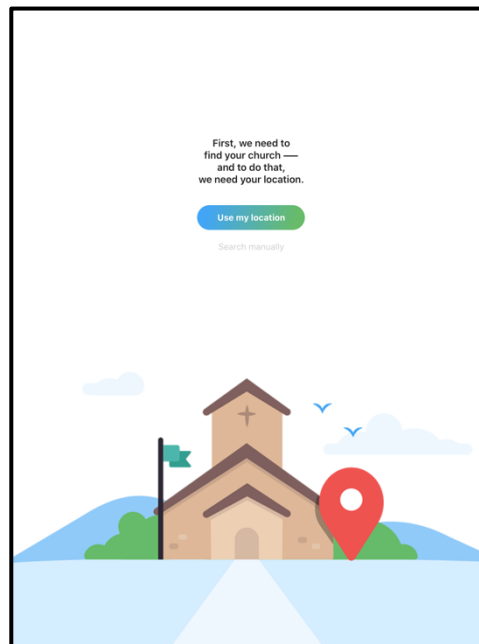 First, we need to
find your church —
and to do that,
we need your location.
Use my location
Search manually